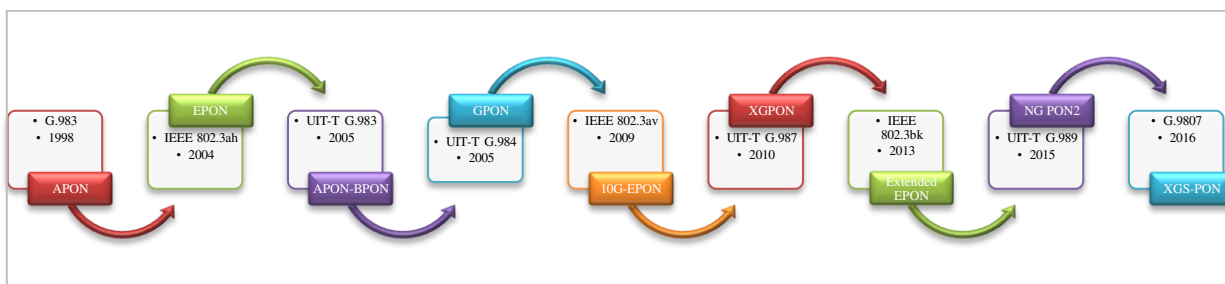 • G.983
• 1998
APON
EPON
• IEEE 802.3ah
• 2004
• UIT-T G.983
• 2005
APON-BPON
GPON
• UIT-T G.984
• 2005
• IEEE 802.3av
• 2009
10G-EPON
XGPON
• UIT-T G.987
• 2010
• IEEE
802.3bk
• 2013
Extended
EPON
NG PON2
• UIT-T G.989
• 2015
• G.9807
• 2016
XGS-PON